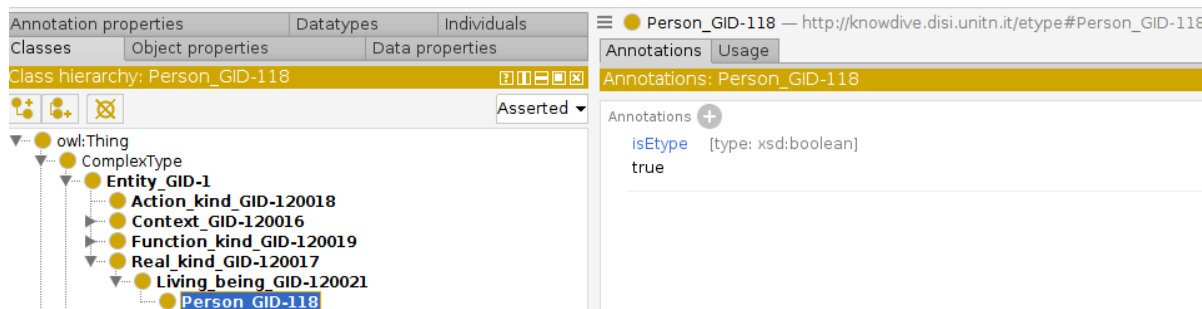 Annotation properties Datatypes Individuals
Classes Object properties Data properties
Class hierarchy: Person_GID-118
Asserted
owl:Thing
ComplexType
Entity_GID-1
Action_kind_GID-120018
Context_GID-120016
Function_kind_GID-120019
Real_kind_GID-120017
Living_being_GID-120021
Person_GID-118
Person_GID-118 — http://knowdive.disi.unitn.it/etype#Person_GID-118
Annotations Usage
Annotations: Person_GID-118
Annotations
isEtype [type: xsd:boolean]
true